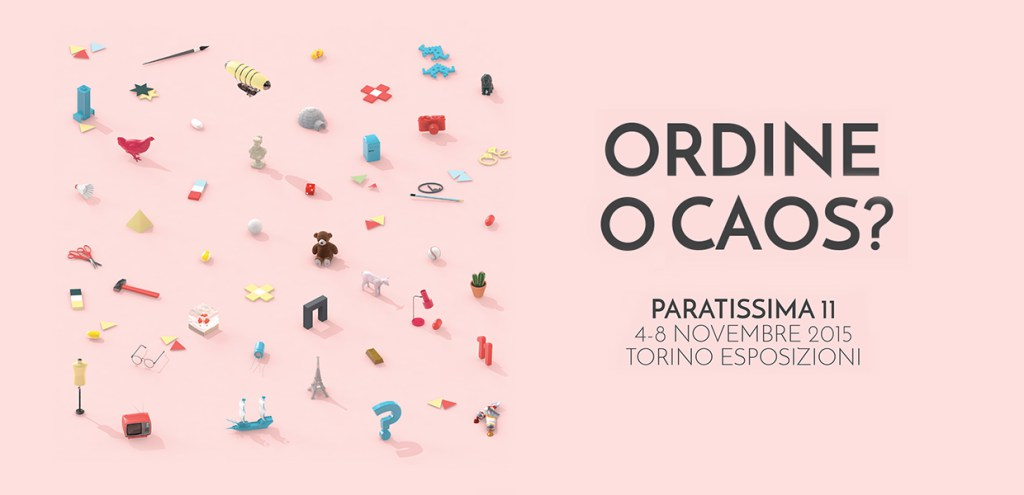 ORDINE
O CAOS?
PARATISSIMA 11
4-8 NOVEMBRE 2015
TORINO ESPOSIZIONI